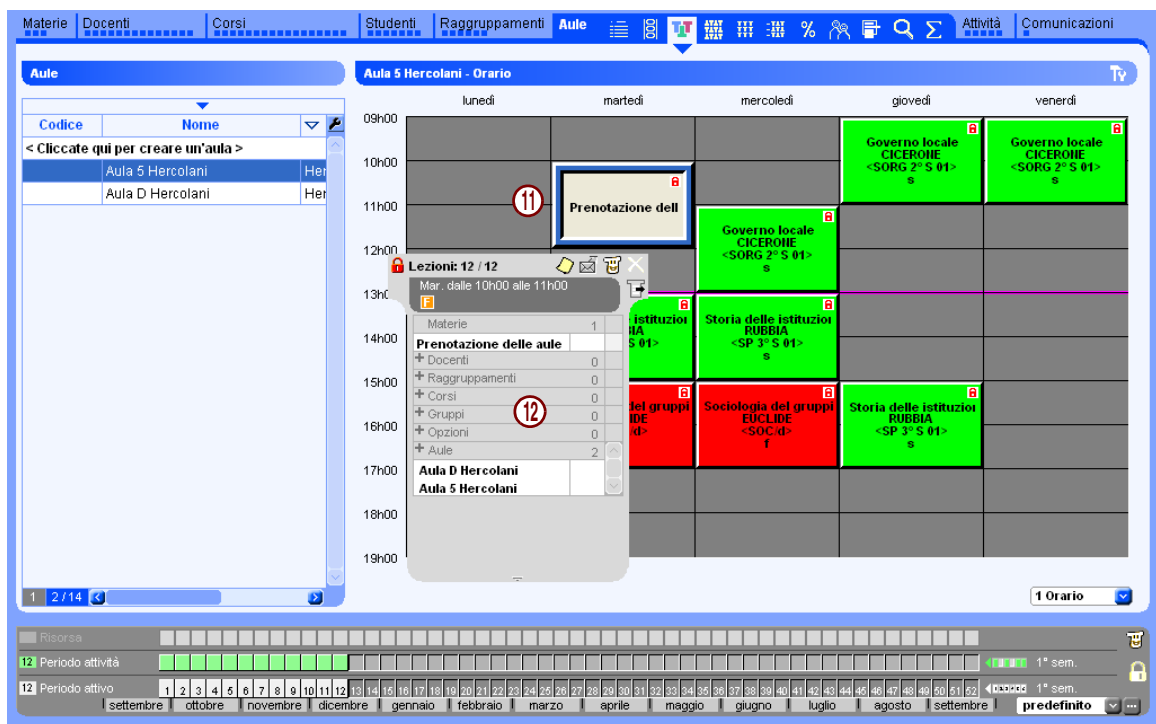 Materie Docenti Corsi Studenti Raggruppamenti Aule % Σ Attività Comunicazioni
Aule
Codice Nome
< Cliccate qui per creare un'aula >
Aula 5 Hercolani Her
Aula D Hercolani Her
1 2 / 14
Aula 5 Hercolani - Orario
lunedì martedì mercoledì giovedì venerdì
09h00
10h00
11h00
12h00
13h0
14h00
15h00
16h00
17h00
18h00
19h00
Governo locale
CICERONE
<SORG 2° S 01>
s
Governo locale
CICERONE
<SORG 2° S 01>
s
11
Prenotazione dell
Governo locale
CICERONE
<SORG 2° S 01>
s
istituzioi
IA
S 01>
Storia delle istituzioi
RUBBIA
<SP 3° S 01>
s
del gruppi
IDE
/d>
Sociologia del gruppi
EUCLIDE
<SOC/d>
f
Storia delle istituzioi
RUBBIA
<SP 3° S 01>
s
Lezioni: 12 / 12
Mar. dalle 10h00 alle 11h00
F
Materie 1
Prenotazione delle aule
+ Docenti 0
+ Raggruppamenti 0
+ Corsi 0
+ Gruppi 0
+ Opzioni 0
+ Aule 2
Aula D Hercolani
Aula 5 Hercolani
12
1 Orario
Risorsa
12 Periodo attività 1° sem.
12 Periodo attivo 1 2 3 4 5 6 7 8 9 10 11 12 13 14 15 16 17 18 19 20 21 22 23 24 25 26 27 28 29 30 31 32 33 34 35 36 37 38 39 40 41 42 43 44 45 46 47 48 49 50 51 52 1° sem.
settembre ottobre novembre dicembre gennaio febbraio marzo aprile maggio giugno luglio agosto settembre predefinito